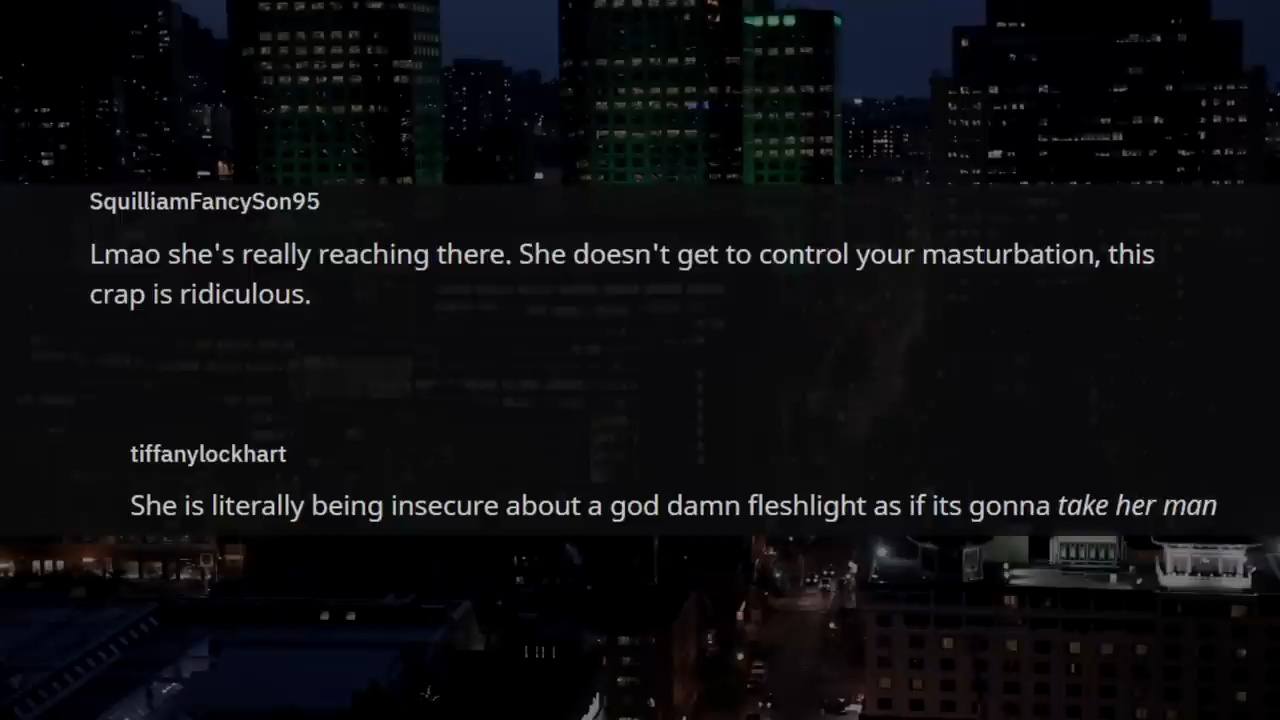 SquilliamFancySon95
Lmao she's really reaching there. She doesn't get to control your masturbation, this
crap is ridiculous.
tiffanylockhart
She is literally being insecure about a god damn fleshlight as if its gonna take her man